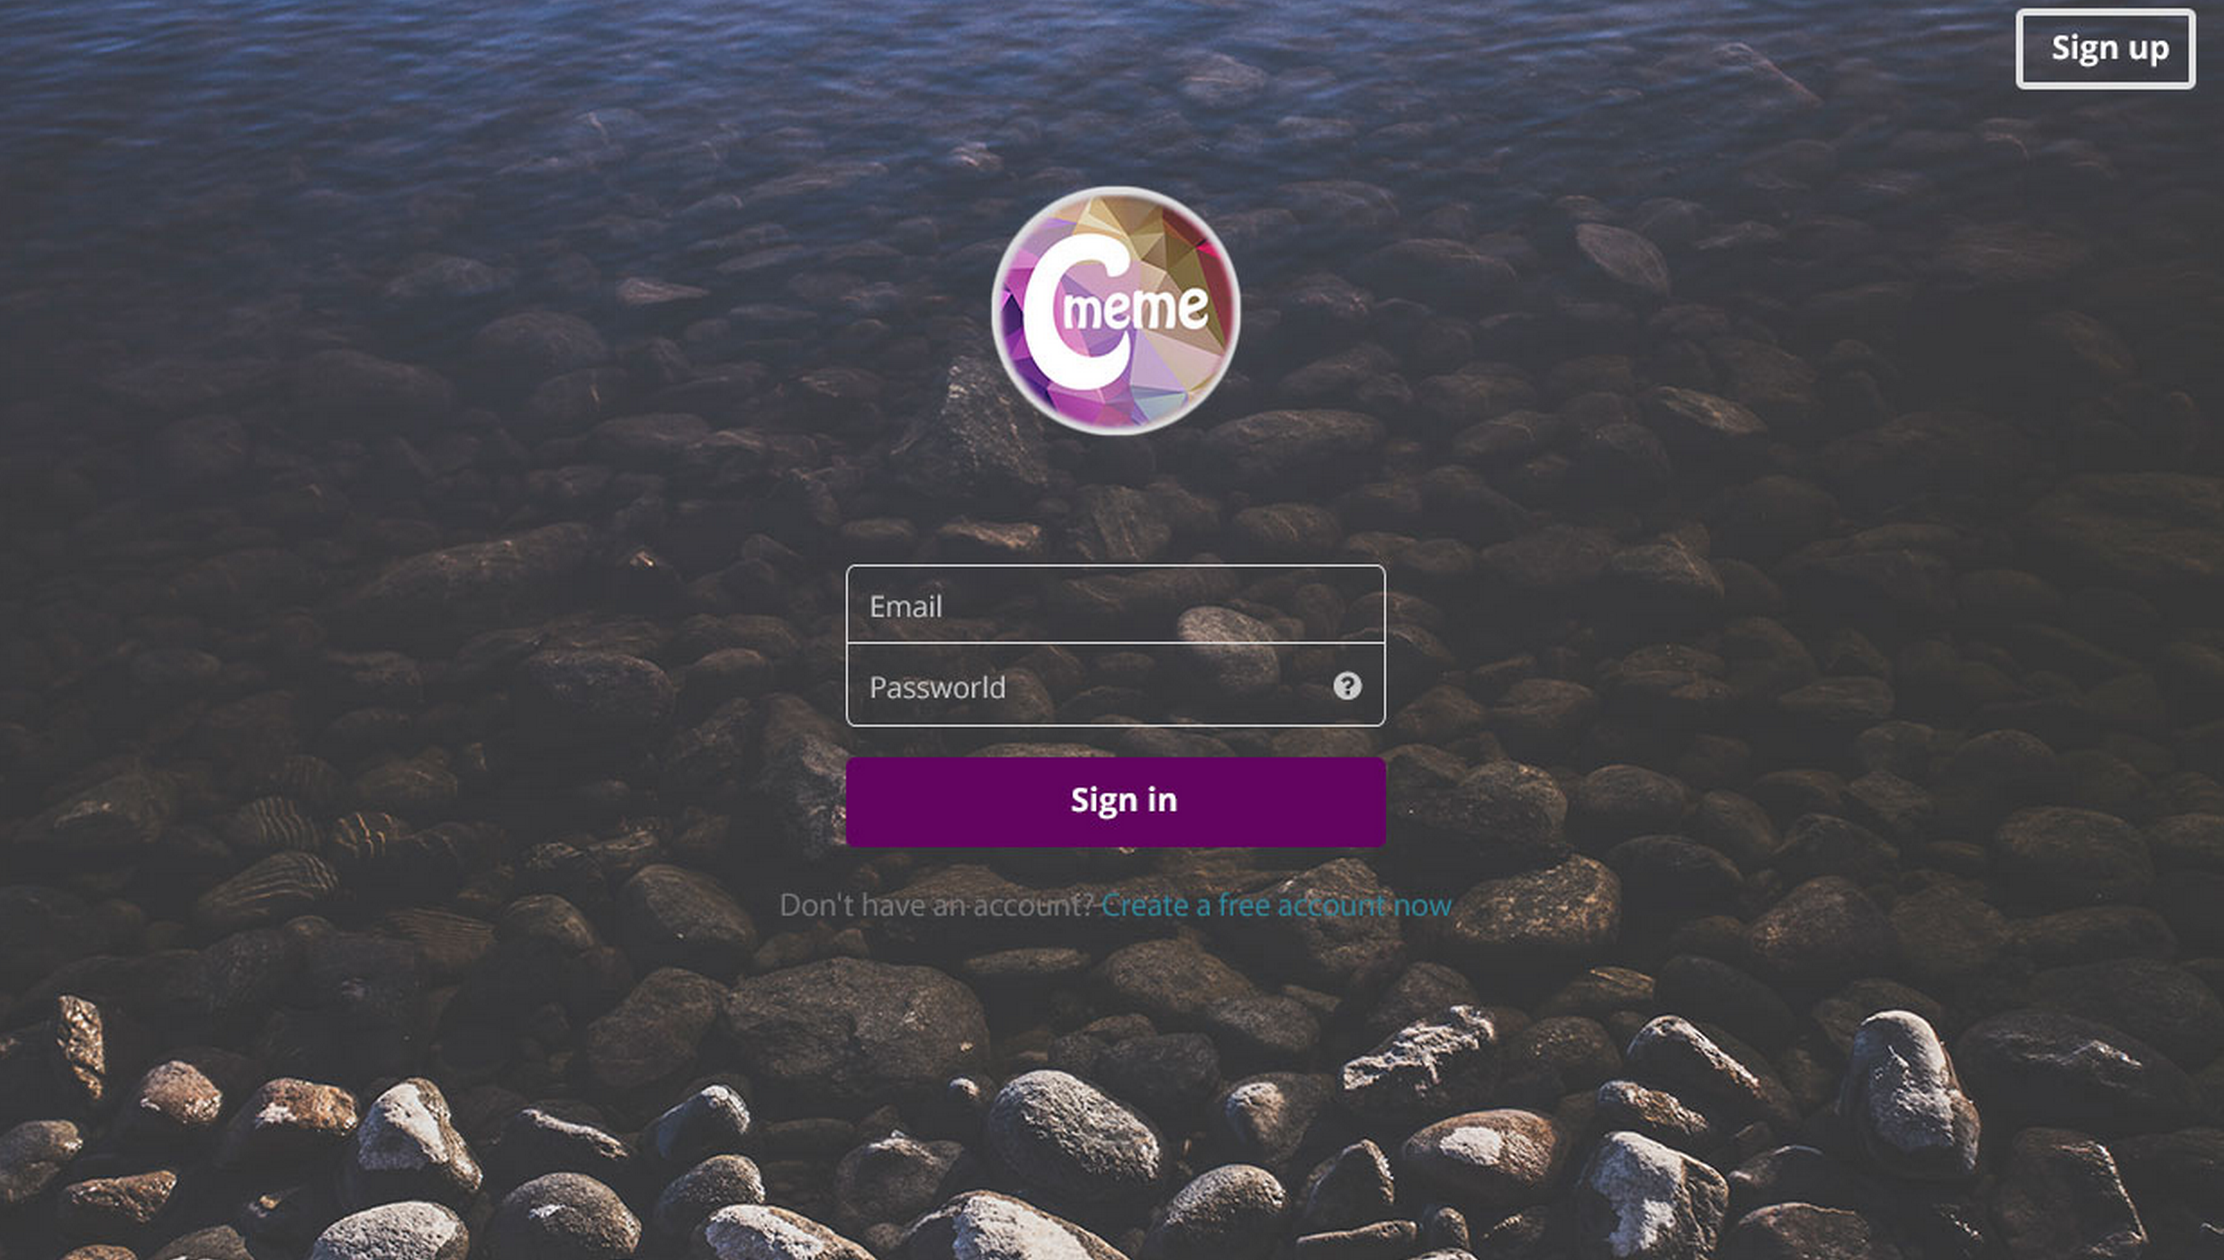 Sign up
Cmeme
Email
Passworld
?
Sign in
Don't have an account? Create a free account now